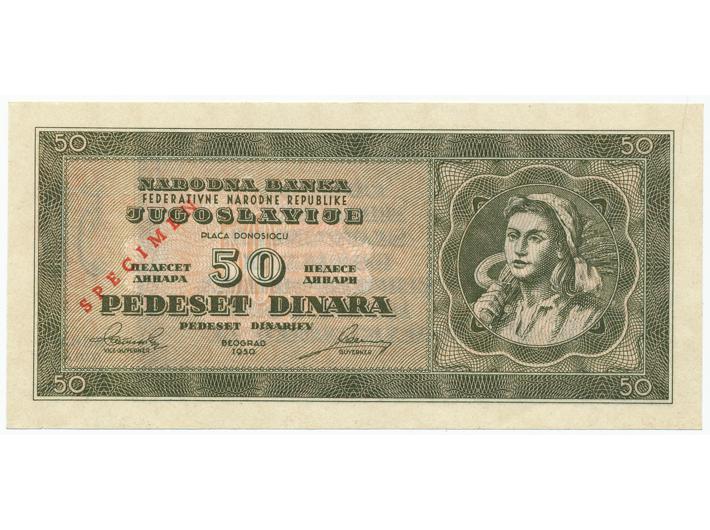 50 50
NARODNA BANKA
FEDERATIVNE NARODNE REPUBLIKE
JUGOSLAVIJE
PLAĆA DONOSIOCU
SPECIMEN
ПЕДЕСЕТ 50 ПЕДЕСЕ
ДИНАРА ДИНАРИ
PEDESET DINARA
PEDESET DINARJEV
BEOGRAD
1950
VICE-GUVERNER GUVERNER
50 50